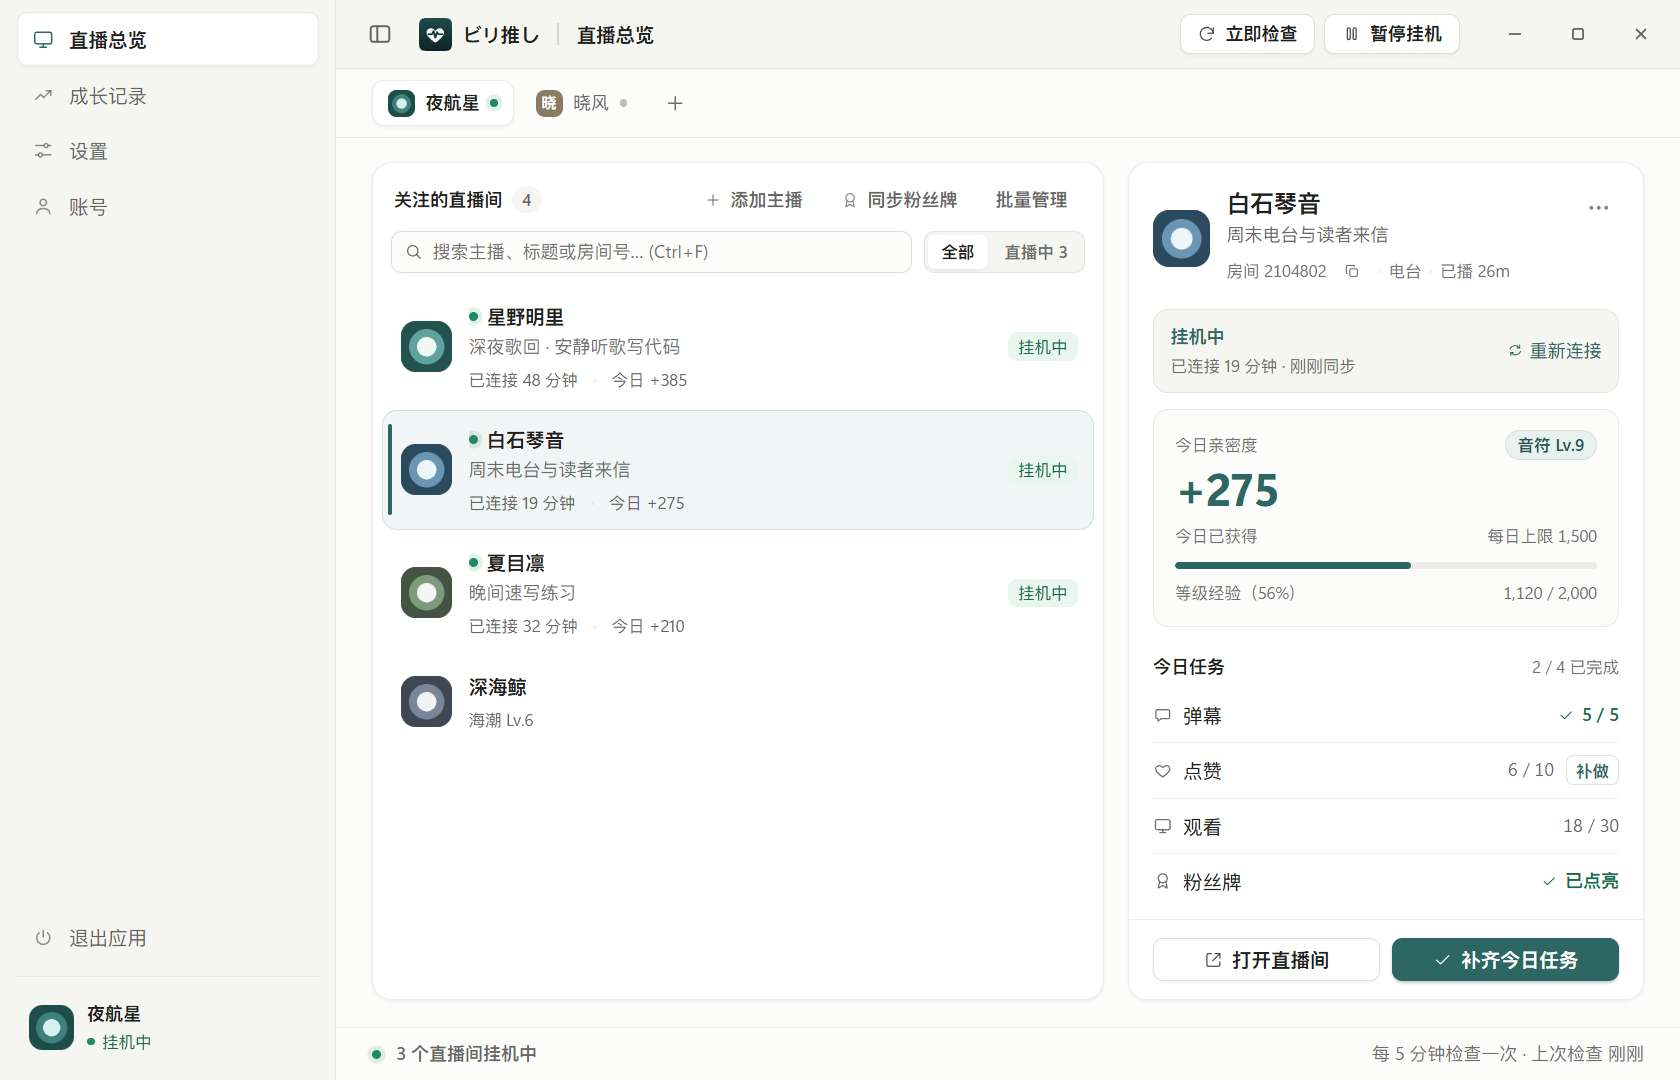 直播总览
成长记录
设置
账号
退出应用
夜航星
挂机中
ビリ推し
直播总览
立即检查
暂停挂机
夜航星
晓 晓风
关注的直播间 4
添加主播
同步粉丝牌
批量管理
搜索主播、标题或房间号... (Ctrl+F)
全部
直播中 3
星野明里
深夜歌回 · 安静听歌写代码
已连接 48 分钟 · 今日 +385
挂机中
白石琴音
周末电台与读者来信
已连接 19 分钟 · 今日 +275
挂机中
夏目凛
晚间速写练习
已连接 32 分钟 · 今日 +210
挂机中
深海鲸
海潮 Lv.6
白石琴音
周末电台与读者来信
房间 2104802 · 电台 · 已播 26m
挂机中
已连接 19 分钟 · 刚刚同步
重新连接
今日亲密度
音符 Lv.9
+275
今日已获得
每日上限 1,500
等级经验（56%）
1,120 / 2,000
今日任务
2 / 4 已完成
弹幕
5 / 5
点赞
6 / 10
补做
观看
18 / 30
粉丝牌
已点亮
打开直播间
补齐今日任务
3 个直播间挂机中
每 5 分钟检查一次 · 上次检查 刚刚